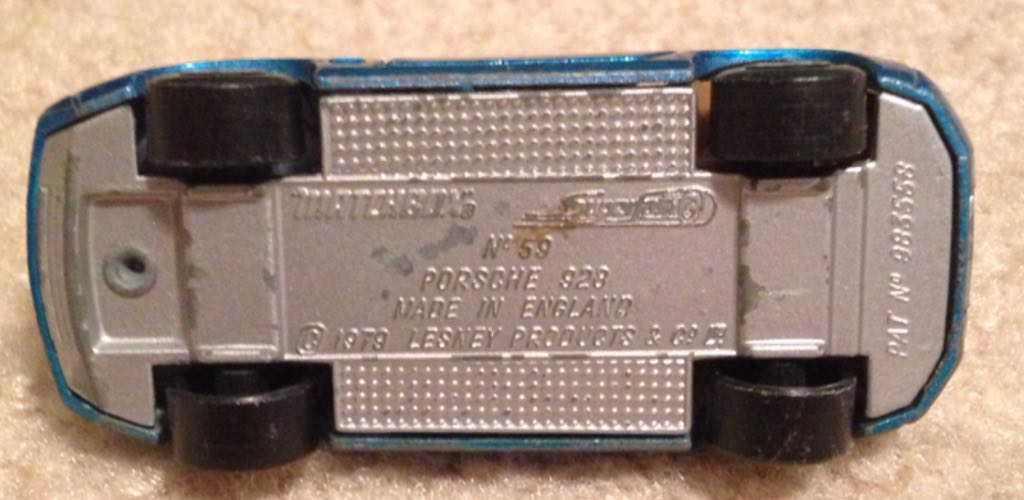 MATCHBOX® Superfast
Nº 59
PORSCHE 928
MADE IN ENGLAND
© 1979 LESNEY PRODUCTS & Cº Lᵀᴰ
PAT Nº 983558